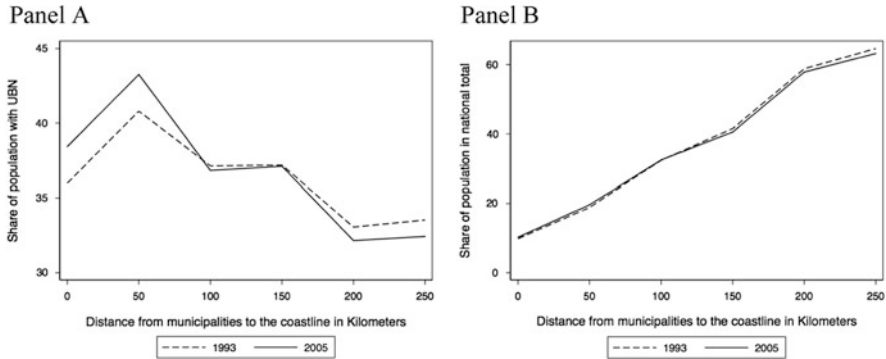 Panel A
Share of population with UBN
45
40
35
30
0 50 100 150 200 250
Distance from municipalities to the coastline in Kilometers
1993 2005
Panel B
Share of population in national total
60
40
20
0
0 50 100 150 200 250
Distance from municipalities to the coastline in Kilometers
1993 2005